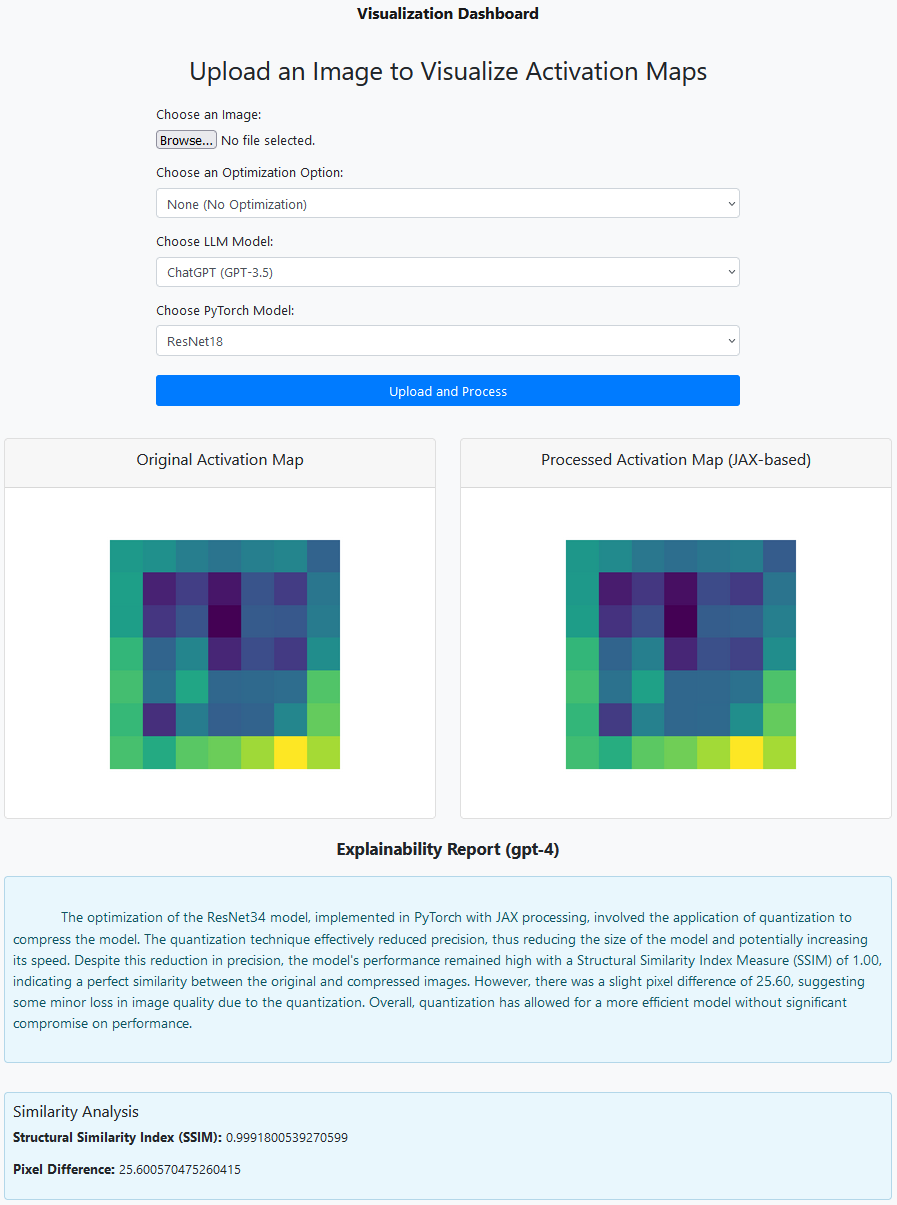 Visualization Dashboard
Upload an Image to Visualize Activation Maps
Choose an Image:
Browse... No file selected.
Choose an Optimization Option:
None (No Optimization)
Choose LLM Model:
ChatGPT (GPT-3.5)
Choose PyTorch Model:
ResNet18
Upload and Process
Original Activation Map
Processed Activation Map (JAX-based)
Explainability Report (gpt-4)
The optimization of the ResNet34 model, implemented in PyTorch with JAX processing, involved the application of quantization to
compress the model. The quantization technique effectively reduced precision, thus reducing the size of the model and potentially increasing
its speed. Despite this reduction in precision, the model's performance remained high with a Structural Similarity Index Measure (SSIM) of 1.00,
indicating a perfect similarity between the original and compressed images. However, there was a slight pixel difference of 25.60, suggesting
some minor loss in image quality due to the quantization. Overall, quantization has allowed for a more efficient model without significant
compromise on performance.
Similarity Analysis
Structural Similarity Index (SSIM): 0.9991800539270599
Pixel Difference: 25.600570475260415